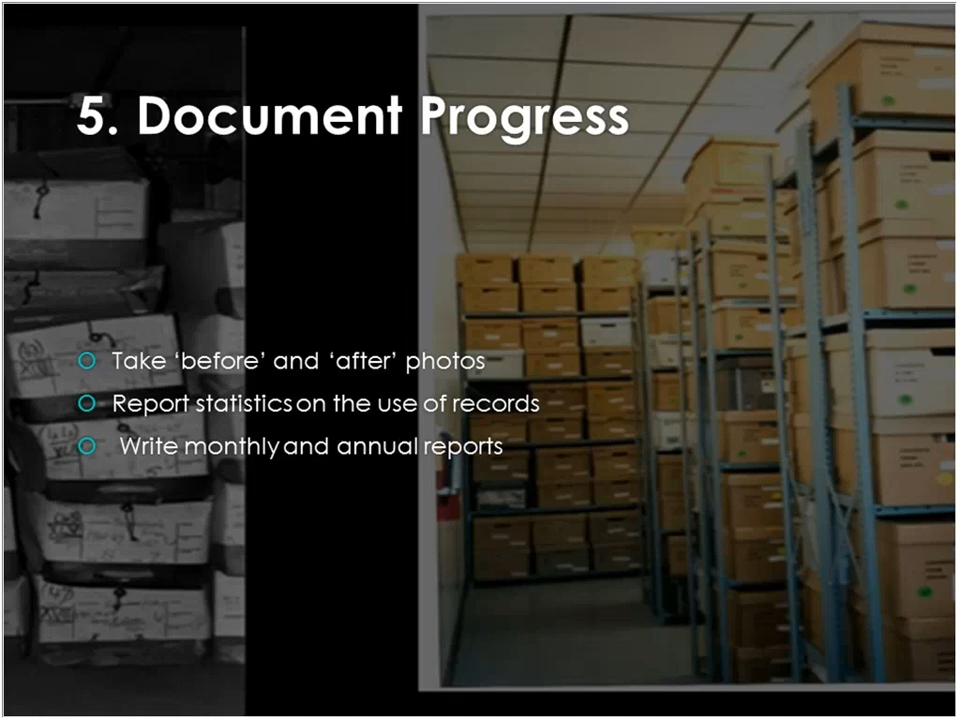 5. Document Progress
Take ‘before’ and ‘after’ photos
Report statistics on the use of records
Write monthly and annual reports